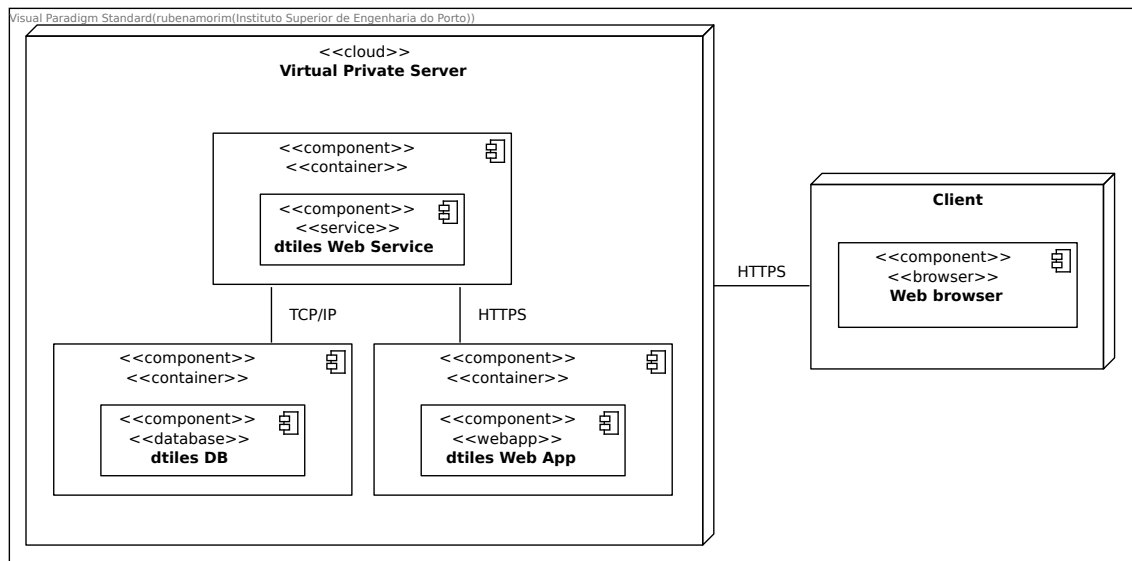 Visual Paradigm Standard(rubenamorim(Instituto Superior de Engenharia do Porto))
<<cloud>>
Virtual Private Server
<<component>>
<<container>>
<<component>>
<<service>>
dtiles Web Service
TCP/IP
HTTPS
<<component>>
<<container>>
<<component>>
<<database>>
dtiles DB
<<component>>
<<container>>
<<component>>
<<webapp>>
dtiles Web App
HTTPS
Client
<<component>>
<<browser>>
Web browser